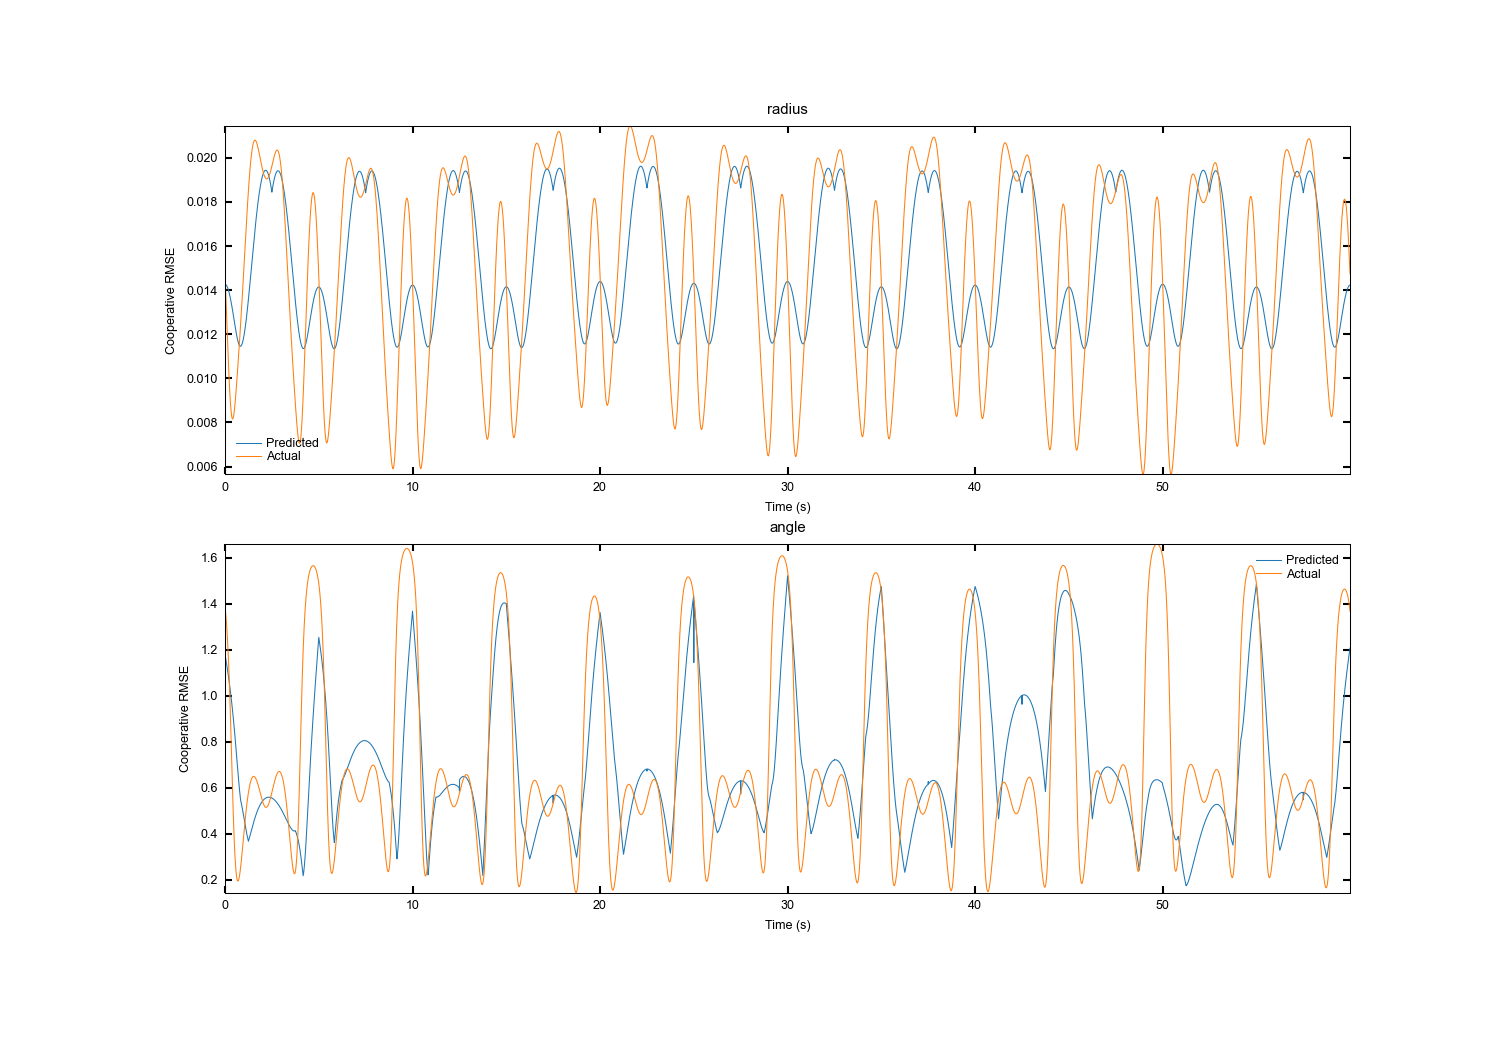 radius
0.020
0.018
0.016
0.014
0.012
0.010
0.008
0.006
Cooperative RMSE
Predicted
Actual
0 10 20 30 40 50
Time (s)
angle
1.6
1.4
1.2
1.0
0.8
0.6
0.4
0.2
Cooperative RMSE
Predicted
Actual
0 10 20 30 40 50
Time (s)